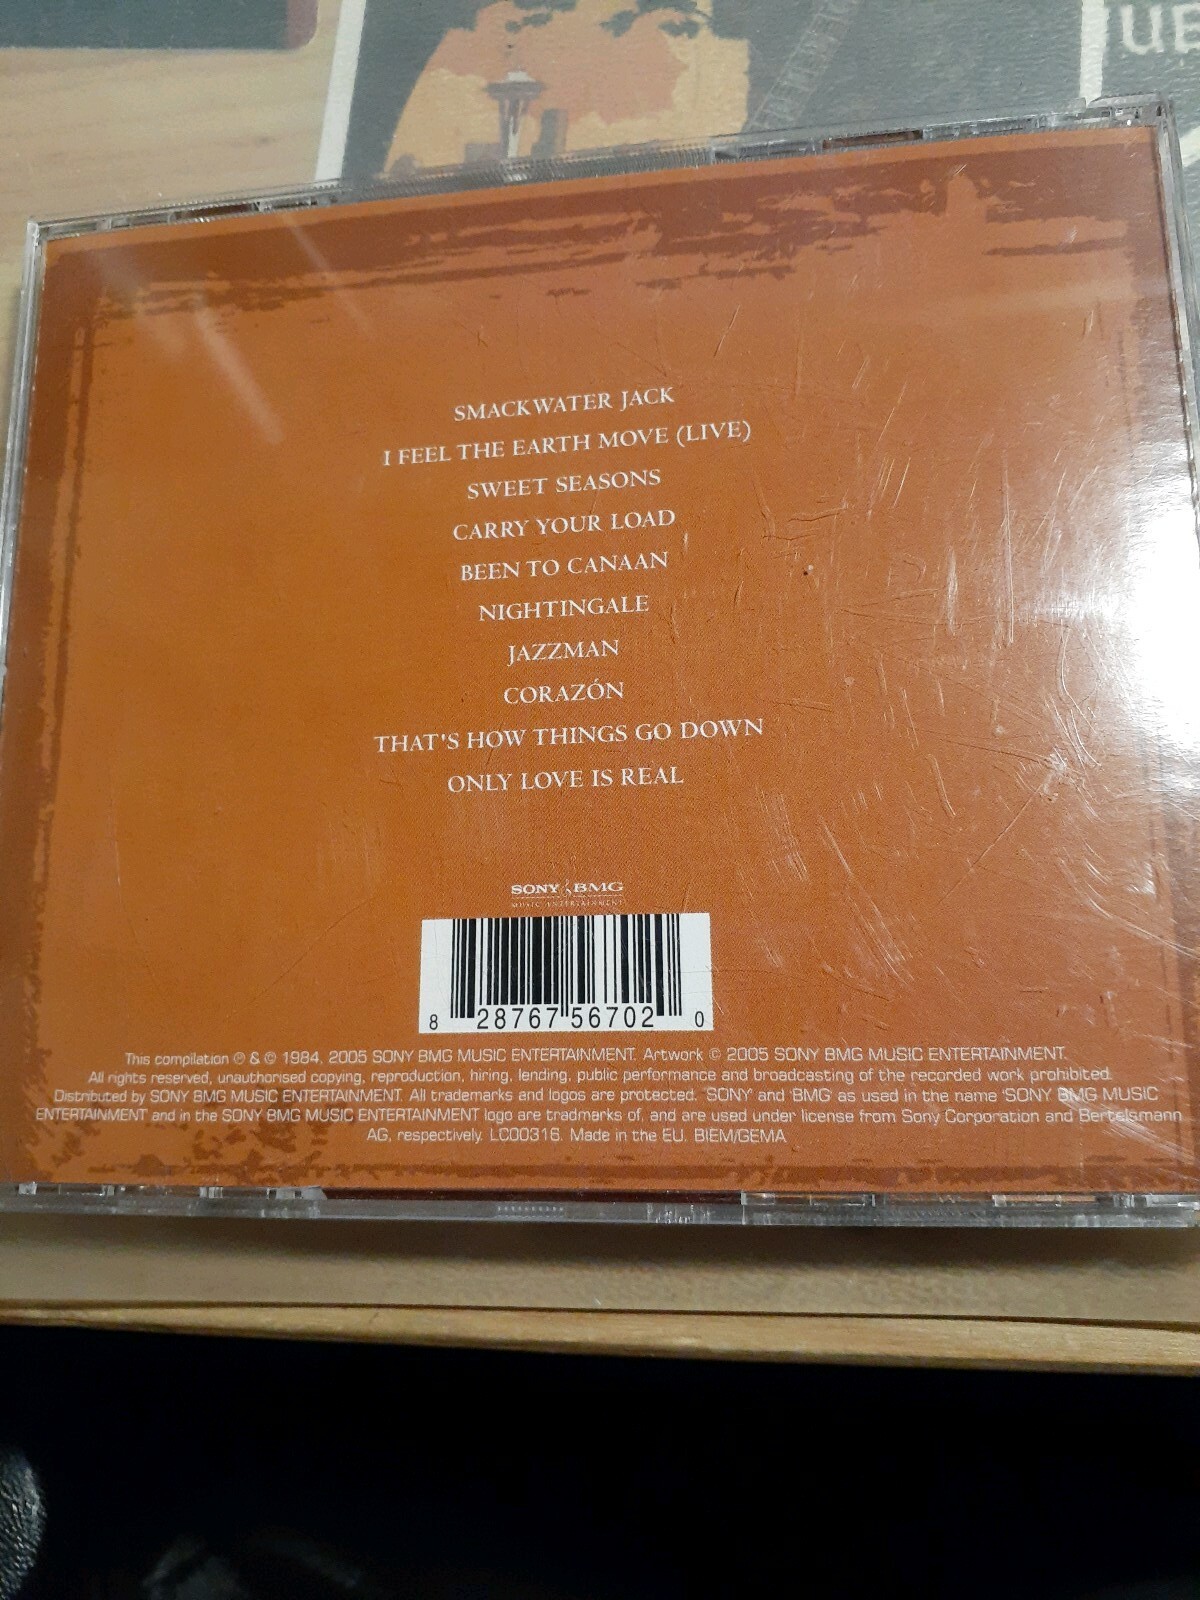 UB
an
SMACKWATER JACK
I FEEL THE EARTH MOVE (LIVE)
SWEET SEASONS
CARRY YOUR LOAD
BEEN TO CANAAN
NIGHTINGALE
JAZZMAN
CORAZÓN
THAT'S HOW THINGS GO DOWN
ONLY LOVE IS REAL
SONY BMG
MUSIC ENTERTAINMENT
8 28767 56702 0
This compilation ℗ & © 1984, 2005 SONY BMG MUSIC ENTERTAINMENT. Artwork © 2005 SONY BMG MUSIC ENTERTAINMENT.
All rights reserved, unauthorised copying, reproduction, hiring, lending, public performance and broadcasting of the recorded work prohibited.
Distributed by SONY BMG MUSIC ENTERTAINMENT. All trademarks and logos are protected. 'SONY' and 'BMG' as used in the name 'SONY BMG MUSIC
ENTERTAINMENT' and in the SONY BMG MUSIC ENTERTAINMENT logo are tradmarks of, and are used under license from Sony Corporation and Bertelsmann
AG, respectively. LC00316. Made in the EU. BIEM/GEMA